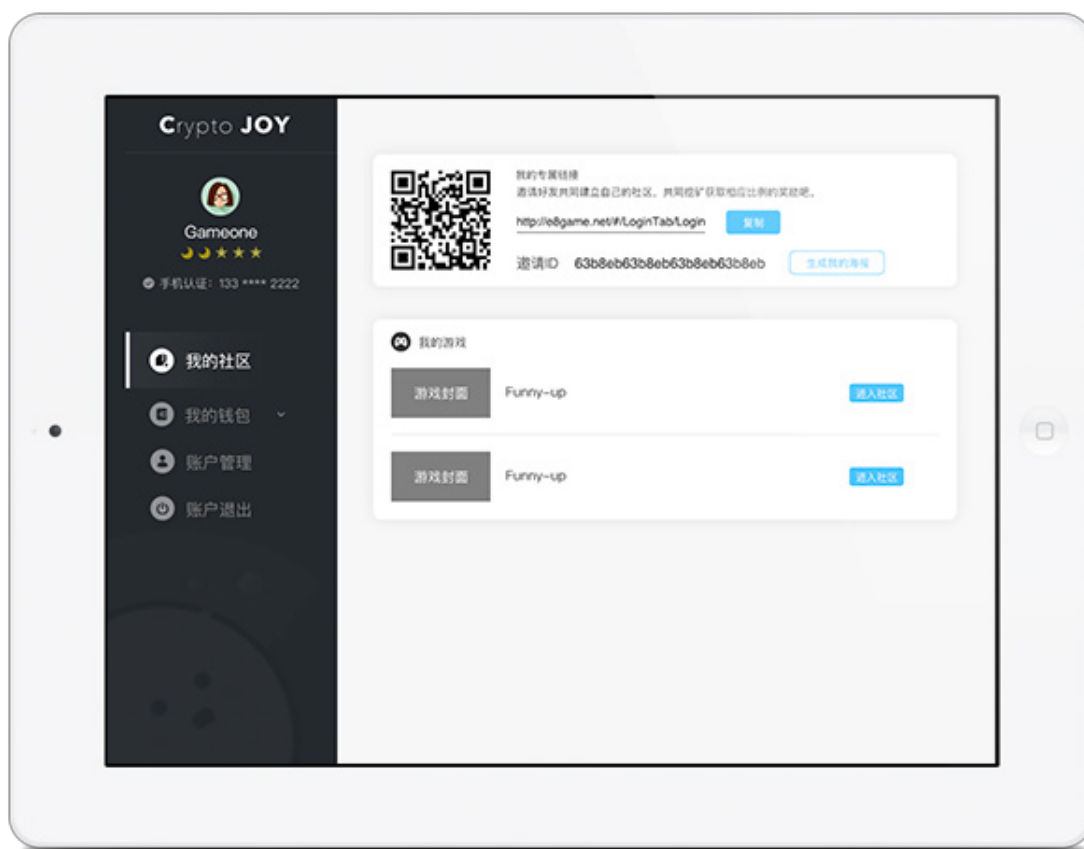 Crypto JOY
Gameone
手机认证：133 **** 2222
我的社区
我的钱包
账户管理
账户退出
我的专属链接
邀请好友共同建立自己的社区，共同挖矿获取相应比例的奖励吧。
http://e8game.net/#/LoginTab/Login
复制
邀请ID 63b8eb63b8eb63b8eb63b8eb
生成我的海报
我的游戏
游戏封面
Funny-up
进入社区
游戏封面
Funny-up
进入社区